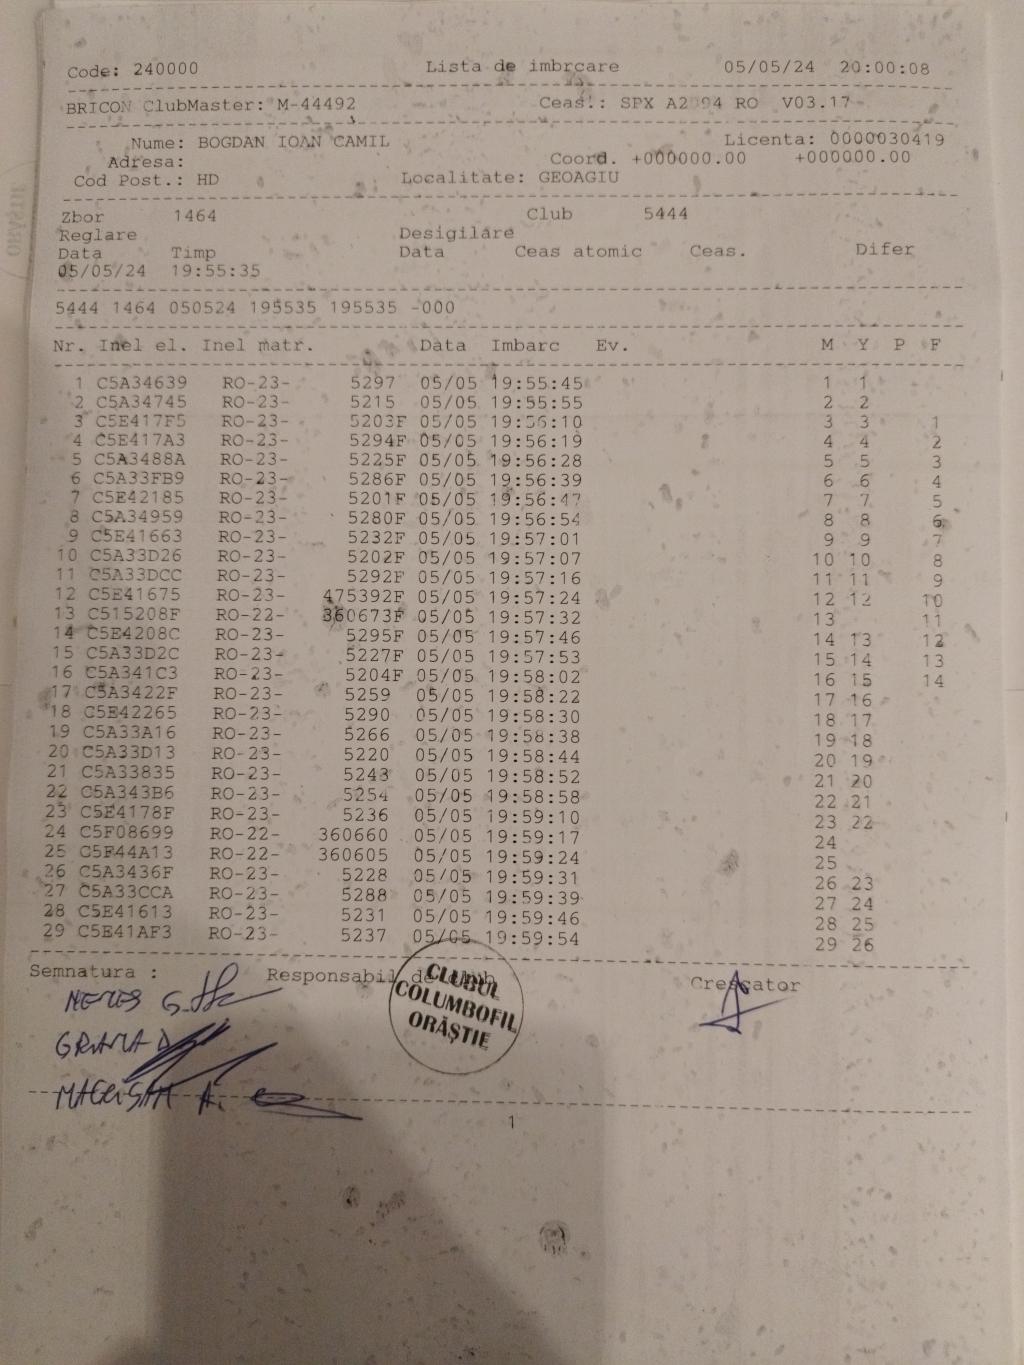 Code: 240000 Lista de imbrcare 05/05/24 20:00:08
BRICON ClubMaster: M-44492 Ceas.: SPX A2 04 RO V03.17
Nume: BOGDAN IOAN CAMIL Licenta: 0000030419
Adresa: Coord. +000000.00 +000000.00
Cod Post.: HD Localitate: GEOAGIU
Zbor 1464 Club 5444
Reglare Desigilare
Data Timp Data Ceas atomic Ceas. Difer
05/05/24 19:55:35
5444 1464 050524 195535 195535 -000
Nr. Inel el. Inel matr. Data Imbarc Ev. M Y P F
1 C5A34639 RO-23- 5297 05/05 19:55:45 1 1
2 C5A34745 RO-23- 5215 05/05 19:55:55 2 2
3 C5E417F5 RO-23- 5203F 05/05 19:56:10 3 3 1
4 C5E417A3 RO-23- 5294F 05/05 19:56:19 4 4 2
5 C5A3488A RO-23- 5225F 05/05 19:56:28 5 5 3
6 C5A33FB9 RO-23- 5286F 05/05 19:56:39 6 6 4
7 C5E42185 RO-23- 5201F 05/05 19:56:47 7 7 5
8 C5A34959 RO-23- 5280F 05/05 19:56:54 8 8 6
9 C5E41663 RO-23- 5232F 05/05 19:57:01 9 9 7
10 C5A33D26 RO-23- 5202F 05/05 19:57:07 10 10 8
11 C5A33DCC RO-23- 5292F 05/05 19:57:16 11 11 9
12 C5E41675 RO-23- 475392F 05/05 19:57:24 12 12 10
13 C515208F RO-22- 360673F 05/05 19:57:32 13 11
14 C5E4208C RO-23- 5295F 05/05 19:57:46 14 13 12
15 C5A33D2C RO-23- 5227F 05/05 19:57:53 15 14 13
16 C5A341C3 RO-23- 5204F 05/05 19:58:02 16 15 14
17 C5A3422F RO-23- 5259 05/05 19:58:22 17 16
18 C5E42265 RO-23- 5290 05/05 19:58:30 18 17
19 C5A33A16 RO-23- 5266 05/05 19:58:38 19 18
20 C5A33D13 RO-23- 5220 05/05 19:58:44 20 19
21 C5A33835 RO-23- 5243 05/05 19:58:52 21 20
22 C5A343B6 RO-23- 5254 05/05 19:58:58 22 21
23 C5E4178F RO-23- 5236 05/05 19:59:10 23 22
24 C5F08699 RO-22- 360660 05/05 19:59:17 24
25 C5F44A13 RO-22- 360605 05/05 19:59:24 25
26 C5A3436F RO-23- 5228 05/05 19:59:31 26 23
27 C5A33CCA RO-23- 5288 05/05 19:59:39 27 24
28 C5E41613 RO-23- 5231 05/05 19:59:46 28 25
29 C5E41AF3 RO-23- 5237 05/05 19:59:54 29 26
Semnatura : Responsabil de club Crescator
CLUBUL
COLUMBOFIL
ORĂȘTIE
NEMES G.
1